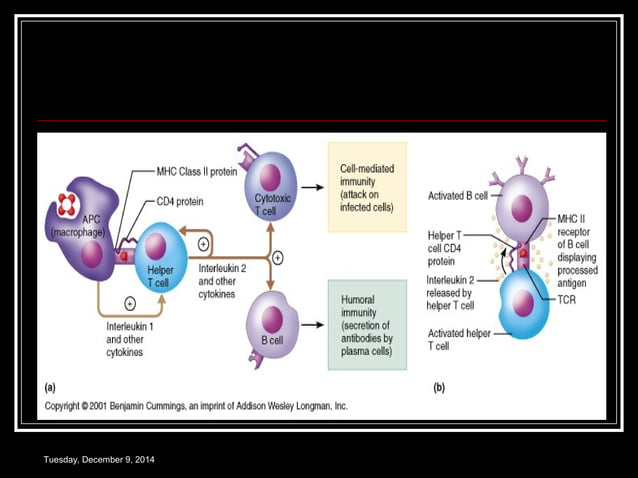 MHC Class II protein
CD4 protein
APC
(macrophage)
Helper
T cell
Interleukin 1
and other
cytokines
+
+
+
Interleukin 2
and other
cytokines
Cytotoxic
T cell
B cell
Cell-mediated
immunity
(attack on
infected cells)
Humoral
immunity
(secretion of
antibodies by
plasma cells)
(a)
Activated B cell
Helper T
cell CD4
protein
Interleukin 2
released by
helper T cell
Activated helper
T cell
MHC II
receptor
of B cell
displaying
processed
antigen
TCR
(b)
Copyright © 2001 Benjamin Cummings, an imprint of Addison Wesley Longman, Inc.
Tuesday, December 9, 2014